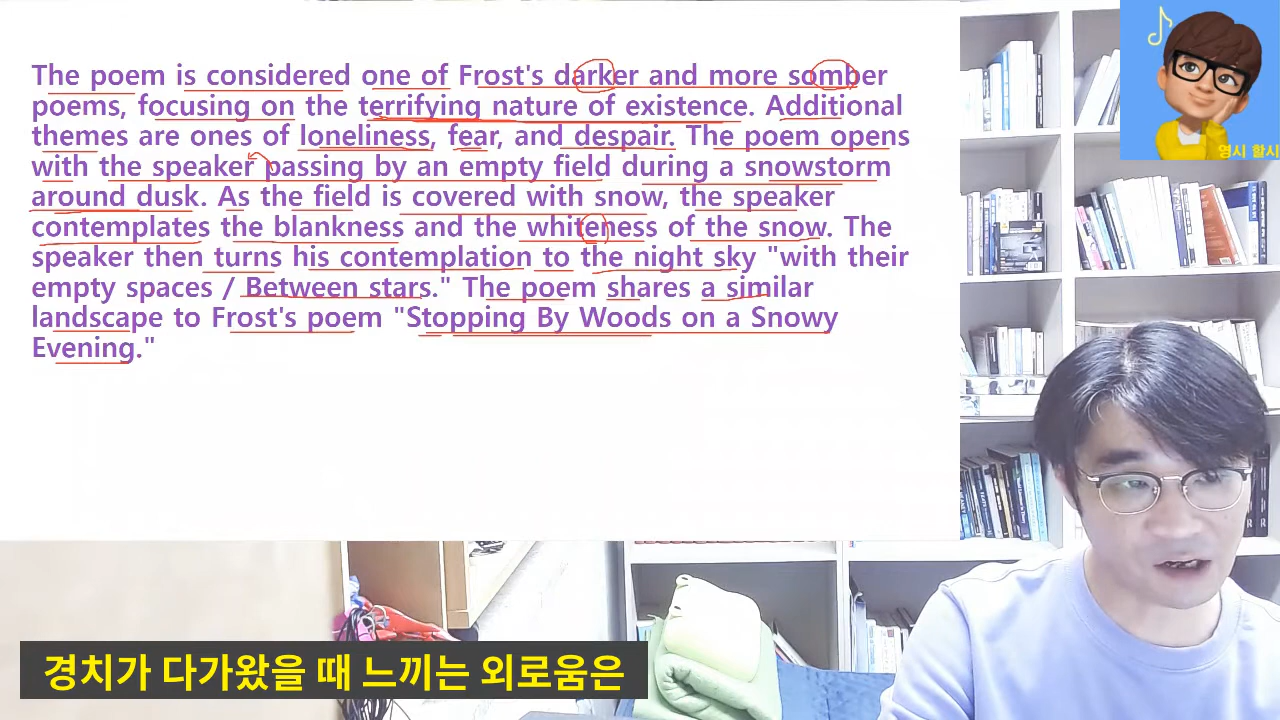 The poem is considered one of Frost's darker and more somber
poems, focusing on the terrifying nature of existence. Additional
themes are ones of loneliness, fear, and despair. The poem opens
with the speaker passing by an empty field during a snowstorm
around dusk. As the field is covered with snow, the speaker
contemplates the blankness and the whiteness of the snow. The
speaker then turns his contemplation to the night sky "with their
empty spaces / Between stars." The poem shares a similar
landscape to Frost's poem "Stopping By Woods on a Snowy
Evening."
영시 할시
경치가 다가왔을 때 느끼는 외로움은